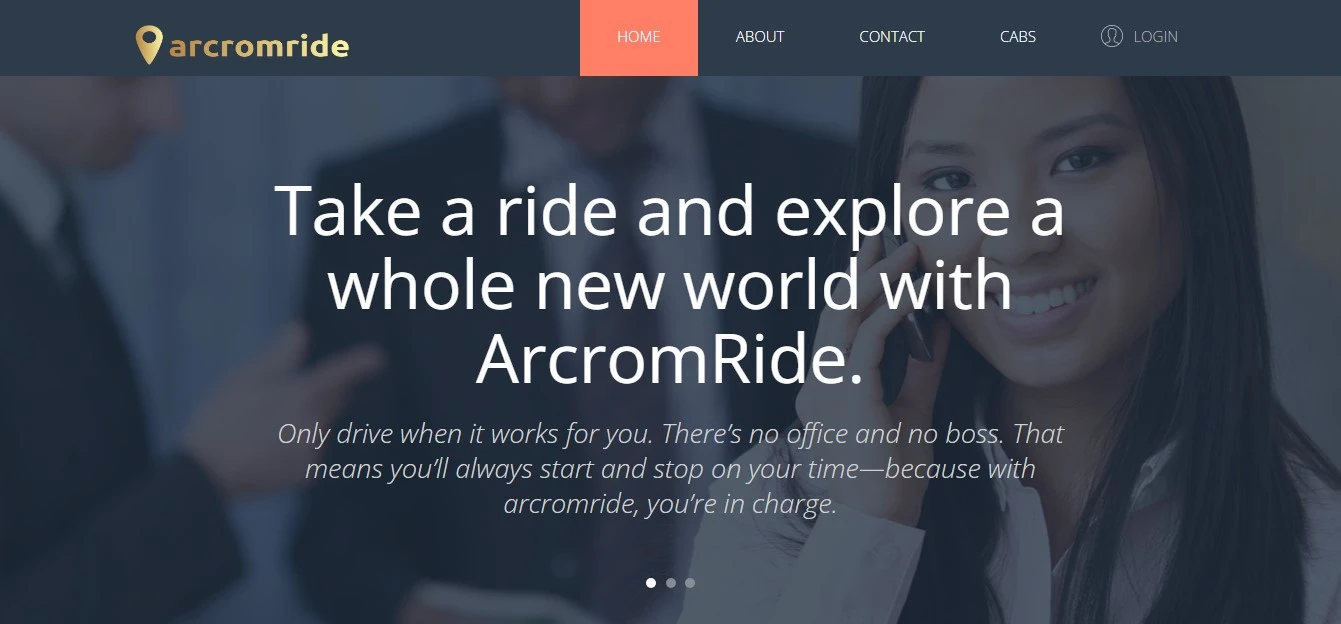 arcromride
HOME
ABOUT
CONTACT
CABS
LOGIN
Take a ride and explore a
whole new world with
ArcromRide.
Only drive when it works for you. There's no office and no boss. That
means you'll always start and stop on your time—because with
arcromride, you're in charge.